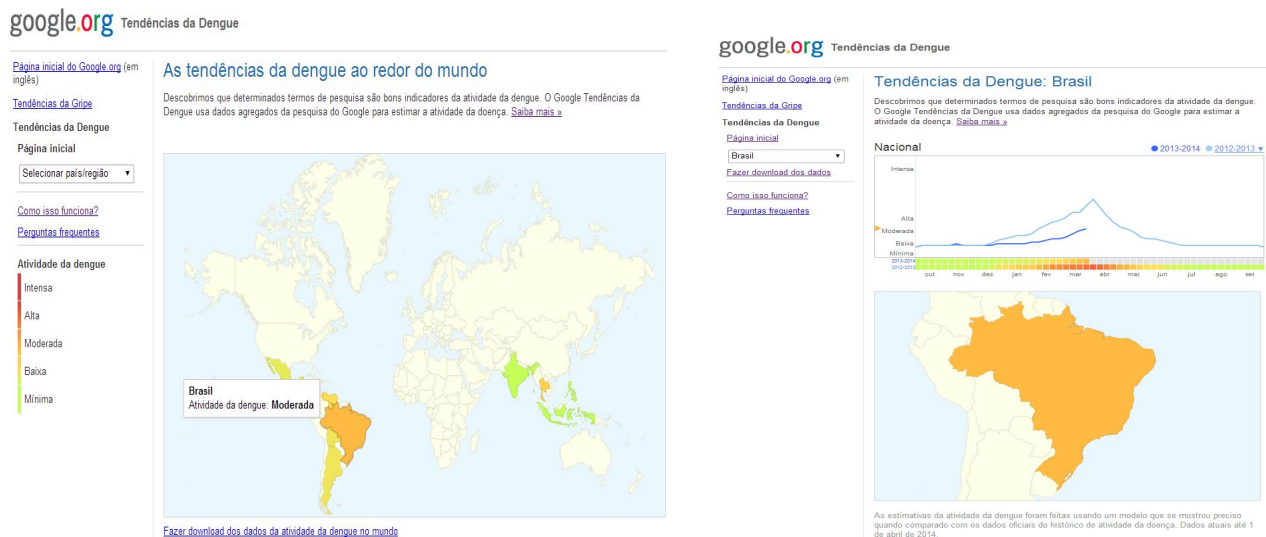 google.org Tendências da Dengue
Página inicial do Google.org (em
inglês)
Tendências da Gripe
Tendências da Dengue
Página inicial
Selecionar país/região
Como isso funciona?
Perguntas frequentes
Atividade da dengue
Intensa
Alta
Moderada
Baixa
Mínima
As tendências da dengue ao redor do mundo
Descobrimos que determinados termos de pesquisa são bons indicadores da atividade da dengue. O Google Tendências da
Dengue usa dados agregados da pesquisa do Google para estimar a atividade da doença. Saiba mais »
Brasil
Atividade da dengue: Moderada
Fazer download dos dados da atividade da dengue no mundo
google.org Tendências da Dengue
Página inicial do Google.org (em
inglês)
Tendências da Gripe
Tendências da Dengue
Página inicial
Brasil
Fazer download dos dados
Como isso funciona?
Perguntas frequentes
Tendências da Dengue: Brasil
Descobrimos que determinados termos de pesquisa são bons indicadores da atividade da dengue.
O Google Tendências da Dengue usa dados agregados da pesquisa do Google para estimar a
atividade da doença. Saiba mais »
Nacional
2013-2014 2012-2013
Intensa
Alta
Moderada
Baixa
Mínima
2013-2014
2012-2013
out nov dez jan fev mar abr mai jun jul ago set
As estimativas da atividade da dengue foram feitas usando um modelo que se mostrou preciso
quando comparado com os dados oficiais do histórico de atividade da doença. Dados atuais até 1
de abril de 2014.